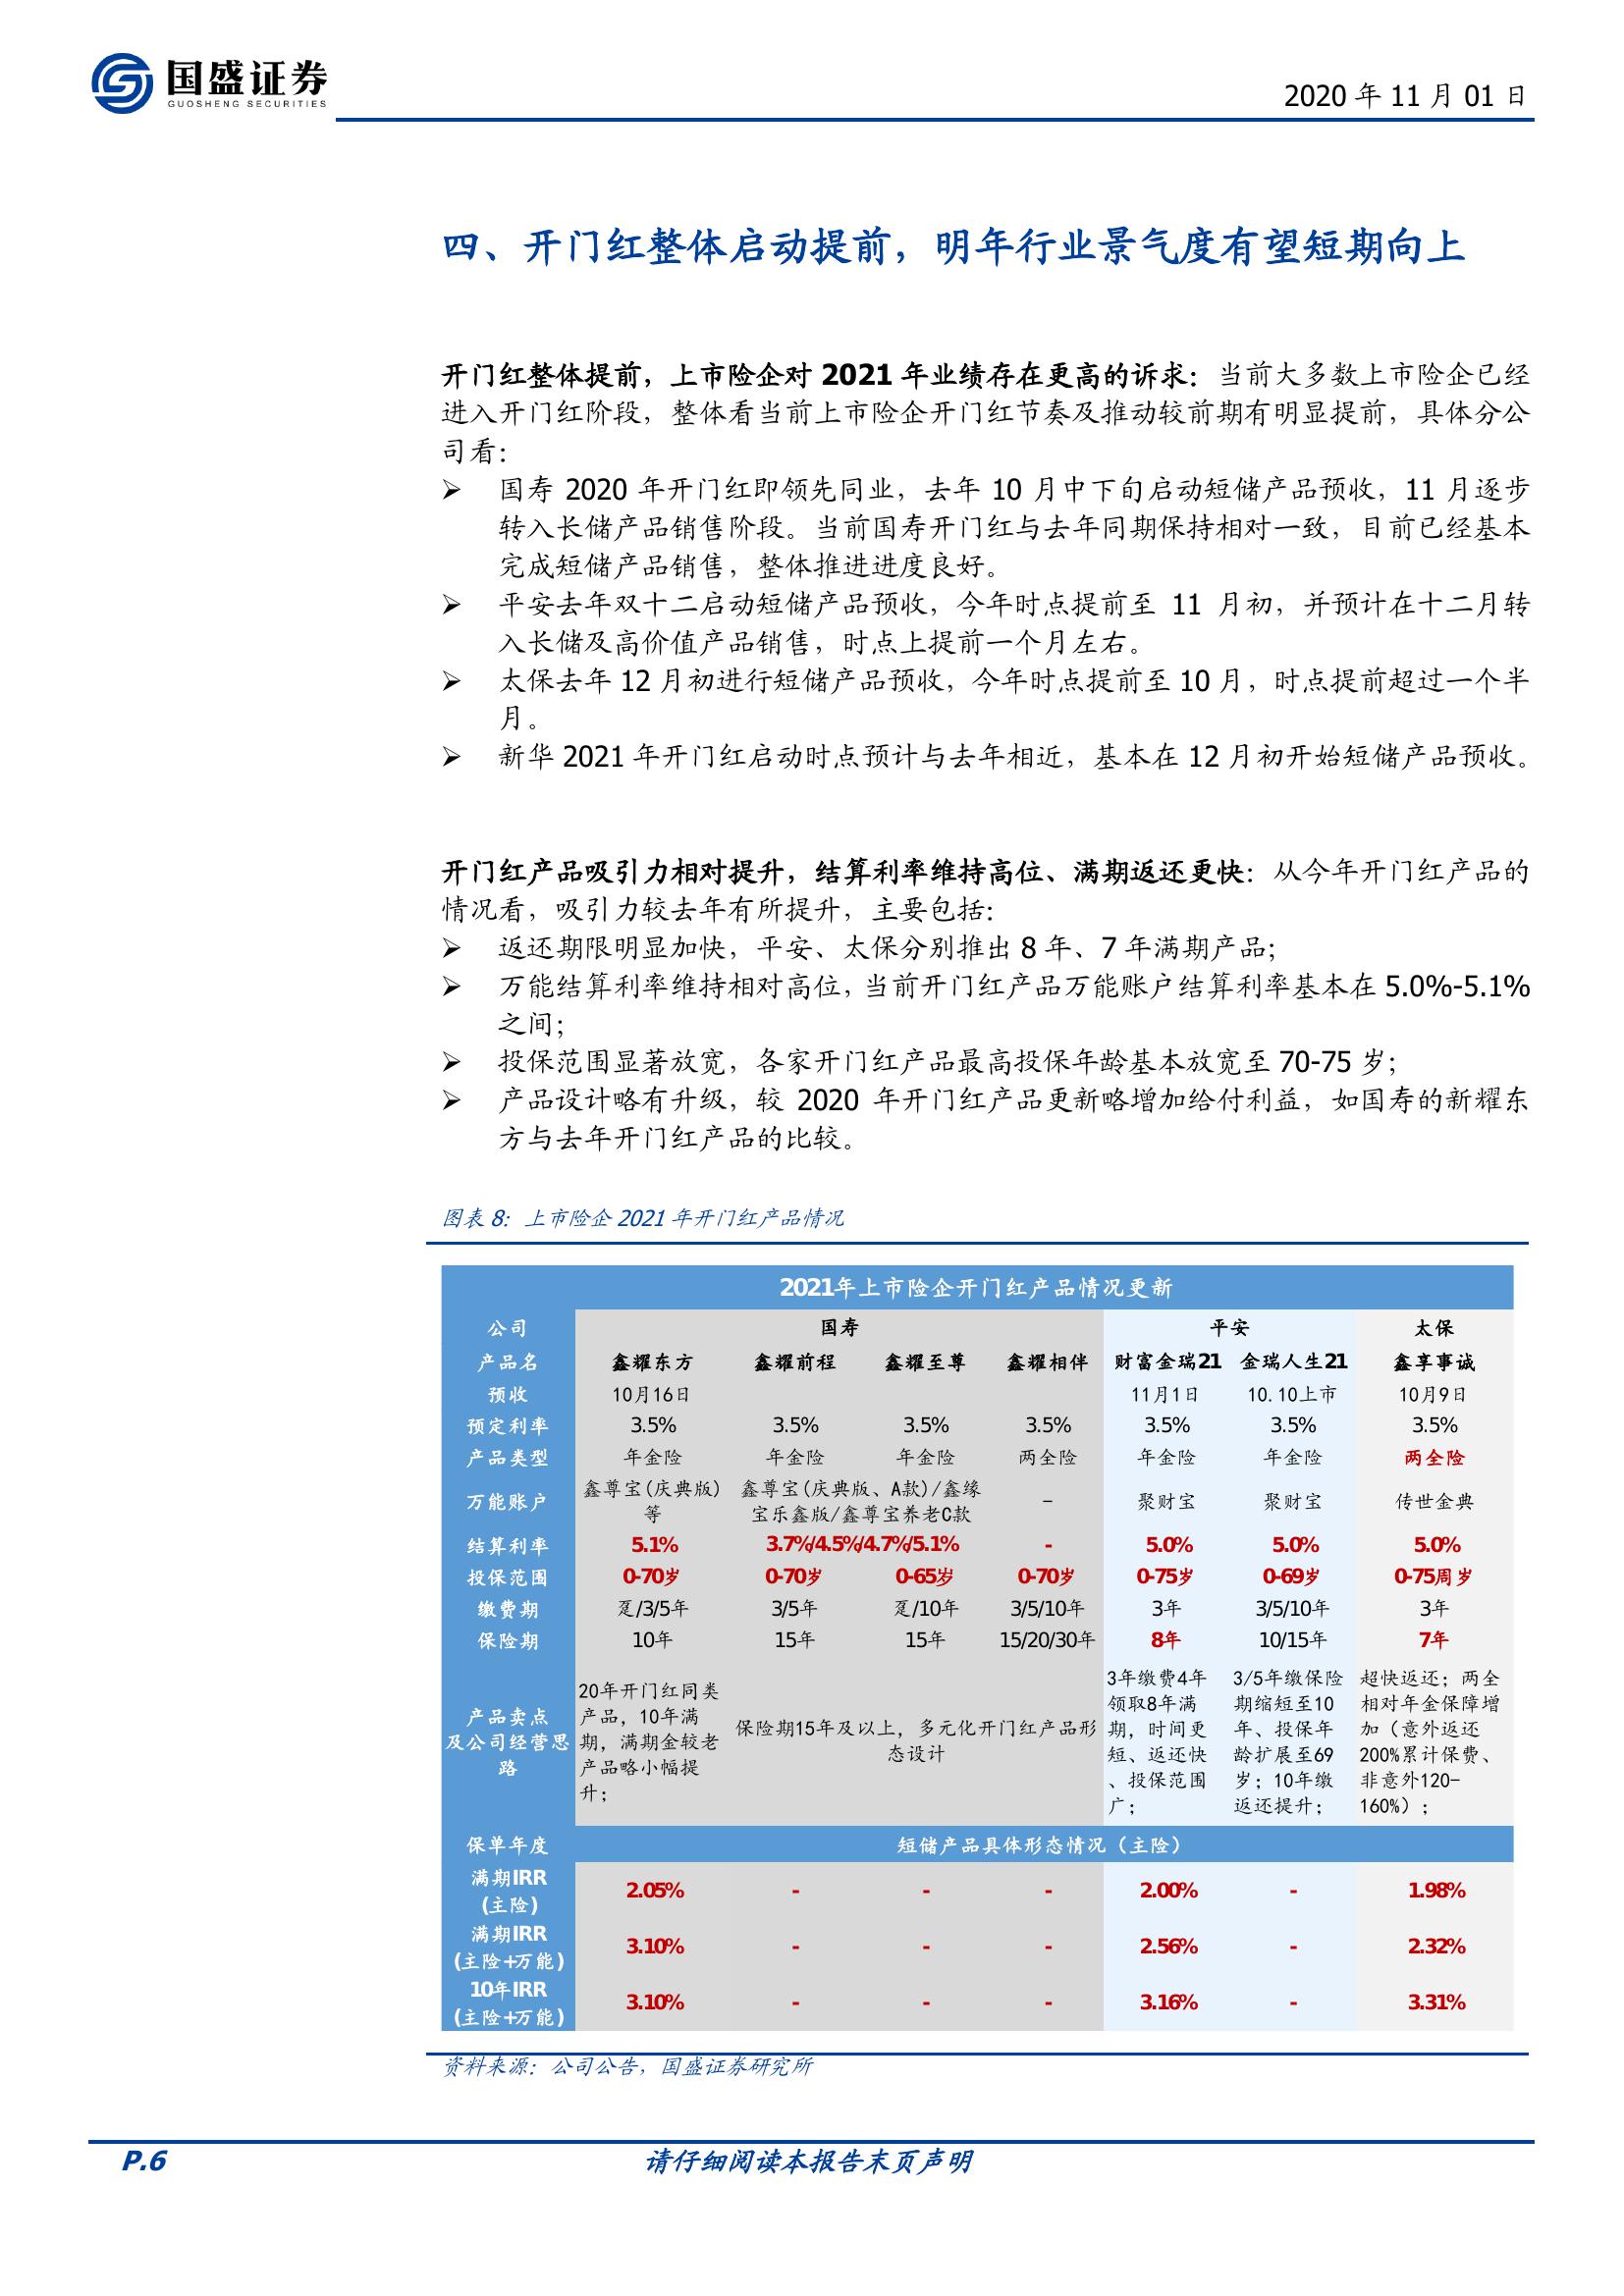 国盛证券
GUOSHENG SECURITIES
2020 年 11 月 01 日
四、开门红整体启动提前，明年行业景气度有望短期向上
开门红整体提前，上市险企对 2021 年业绩存在更高的诉求：当前大多数上市险企已经
进入开门红阶段，整体看当前上市险企开门红节奏及推动较前期有明显提前，具体分公
司看：
➢ 国寿 2020 年开门红即领先同业，去年 10 月中下旬启动短储产品预收，11 月逐步
转入长储产品销售阶段。当前国寿开门红与去年同期保持相对一致，目前已经基本
完成短储产品销售，整体推进进度良好。
➢ 平安去年双十二启动短储产品预收，今年时点提前至 11 月初，并预计在十二月转
入长储及高价值产品销售，时点上提前一个月左右。
➢ 太保去年 12 月初进行短储产品预收，今年时点提前至 10 月，时点提前超过一个半
月。
➢ 新华 2021 年开门红启动时点预计与去年相近，基本在 12 月初开始短储产品预收。
开门红产品吸引力相对提升，结算利率维持高位、满期返还更快：从今年开门红产品的
情况看，吸引力较去年有所提升，主要包括：
➢ 返还期限明显加快，平安、太保分别推出 8 年、7 年满期产品；
➢ 万能结算利率维持相对高位，当前开门红产品万能账户结算利率基本在 5.0%-5.1%
之间；
➢ 投保范围显著放宽，各家开门红产品最高投保年龄基本放宽至 70-75 岁；
➢ 产品设计略有升级，较 2020 年开门红产品更新略增加给付利益，如国寿的新耀东
方与去年开门红产品的比较。
图表 8：上市险企 2021 年开门红产品情况
2021年上市险企开门红产品情况更新
公司 国寿 平安 太保
产品名 鑫耀东方 鑫耀前程 鑫耀至尊 鑫耀相伴 财富金瑞21 金瑞人生21 鑫享事诚
预收 10月16日 11月1日 10.10上市 10月9日
预定利率 3.5% 3.5% 3.5% 3.5% 3.5% 3.5% 3.5%
产品类型 年金险 年金险 年金险 两全险 年金险 年金险 两全险
万能账户 鑫尊宝(庆典版)等 鑫尊宝(庆典版、A款)/鑫缘宝乐鑫版/鑫尊宝养老C款 - 聚财宝 聚财宝 传世金典
结算利率 5.1% 3.7%/4.5%/4.7%/5.1% - 5.0% 5.0% 5.0%
投保范围 0-70岁 0-70岁 0-65岁 0-70岁 0-75岁 0-69岁 0-75周岁
缴费期 趸/3/5年 3/5年 趸/10年 3/5/10年 3年 3/5/10年 3年
保险期 10年 15年 15年 15/20/30年 8年 10/15年 7年
产品卖点
及公司经营思
路
20年开门红同类
产品，10年满
期，满期金较老
产品略小幅提
升；
保险期15年及以上，多元化开门红产品形
态设计
3年缴费4年
领取8年满
期，时间更
短、返还快
、投保范围
广；
3/5年缴保险
期缩短至10
年、投保年
龄扩展至69
岁；10年缴
返还提升；
超快返还；两全
相对年金保障增
加（意外返还
200%累计保费、
非意外120-
160%）；
保单年度 短储产品具体形态情况（主险）
满期IRR
(主险)
2.05% - - - 2.00% - 1.98%
满期IRR
(主险+万能)
3.10% - - - 2.56% - 2.32%
10年IRR
(主险+万能)
3.10% - - - 3.16% - 3.31%
资料来源：公司公告，国盛证券研究所
P.6 请仔细阅读本报告末页声明